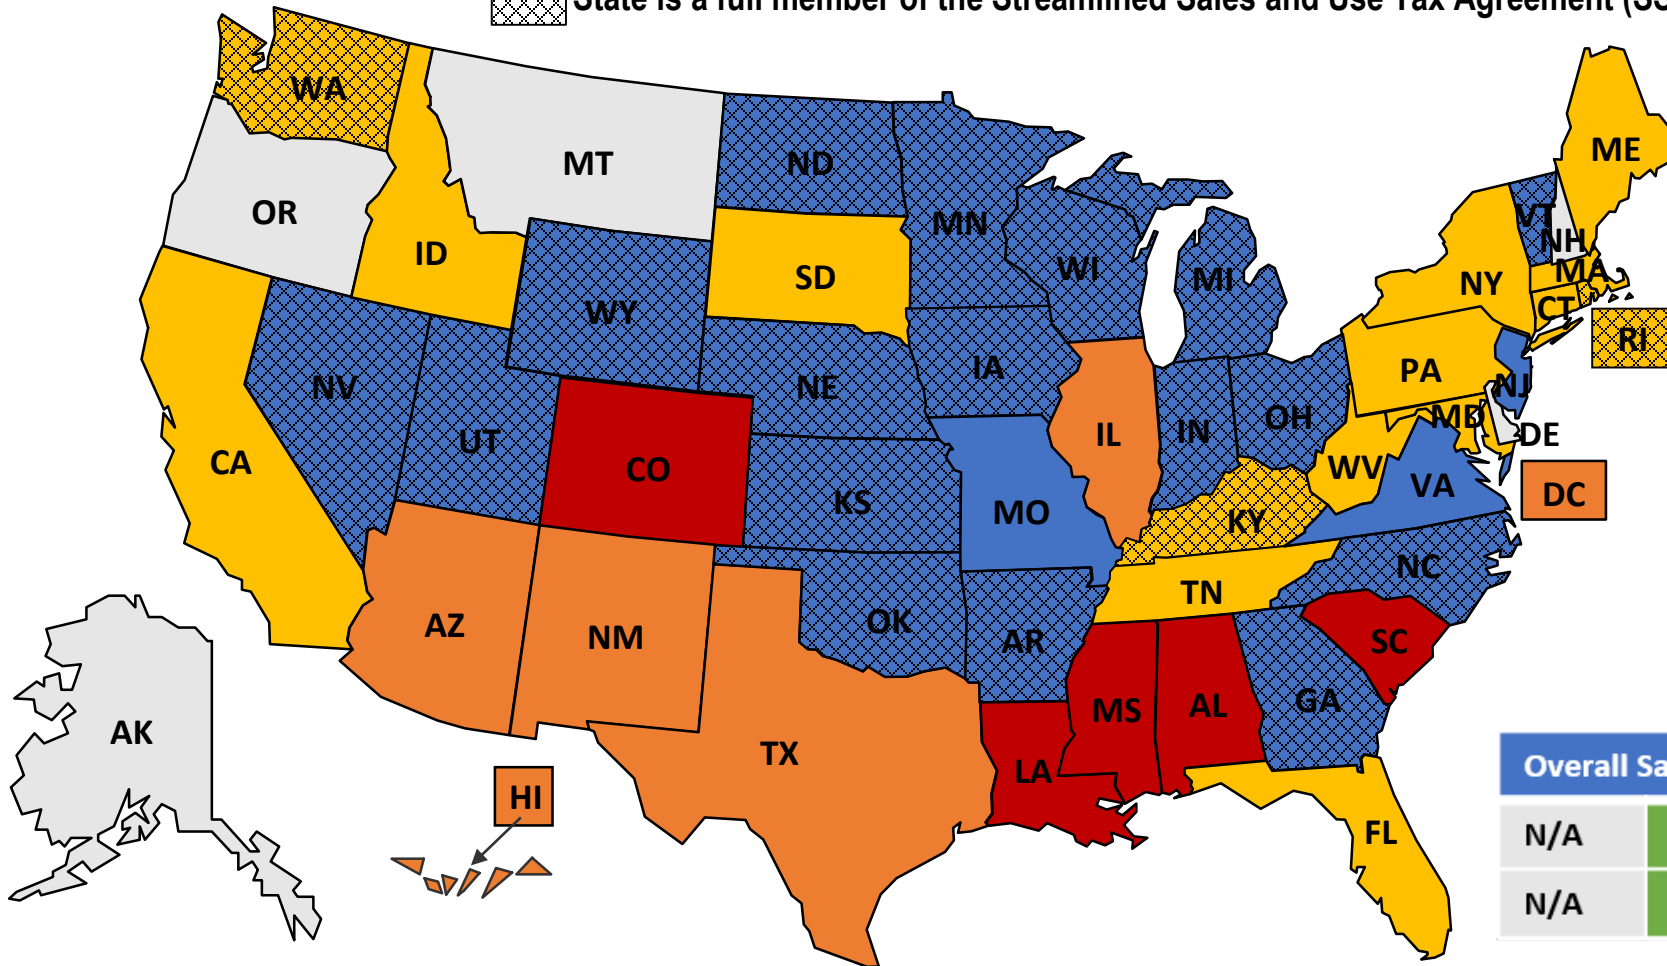 State is a full member of the Streamlined Sales and Use Tax Agreement (SS
WA
MT
ND
MN
ME
OR
ID
SD
WI
MI
VT
NH
NY
MA
CT
WY
RI
NV
NE
IA
PA
NJ
UT
IL
IN
OH
MD
DE
CA
CO
KS
MO
WV
VA
DC
KY
AZ
NM
OK
AR
TN
NC
SC
AK
TX
MS
AL
GA
LA
HI
FL
Overall Sa
N/A
N/A